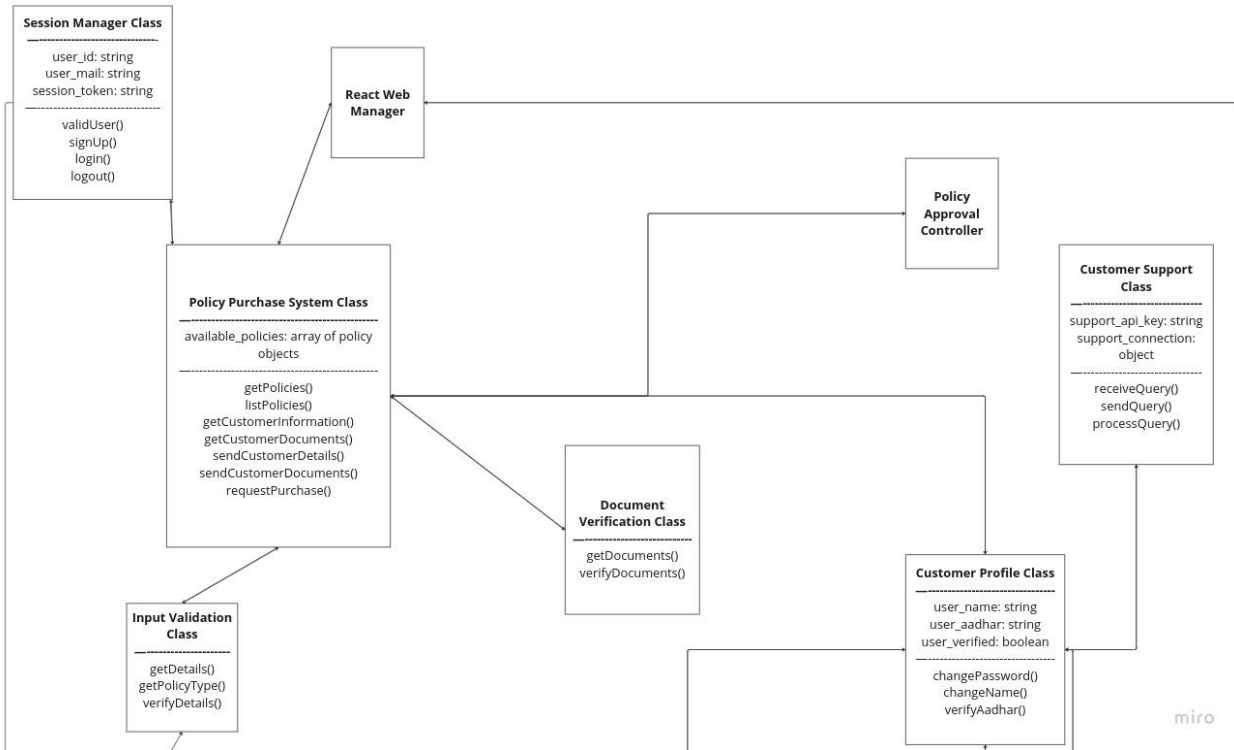 Session Manager Class
user_id: string
user_mail: string
session_token: string
validUser()
signUp()
login()
logout()
React Web
Manager
Policy
Approval
Controller
Customer Support
Class
support_api_key: string
support_connection:
object
receiveQuery()
sendQuery()
processQuery()
Policy Purchase System Class
available_policies: array of policy
objects
getPolicies()
listPolicies()
getCustomerInformation()
getCustomerDocuments()
sendCustomerDetails()
sendCustomerDocuments()
requestPurchase()
Document
Verification Class
getDocuments()
verifyDocuments()
Customer Profile Class
user_name: string
user_aadhar: string
user_verified: boolean
changePassword()
changeName()
verifyAadhar()
Input Validation
Class
getDetails()
getPolicyType()
verifyDetails()
miro